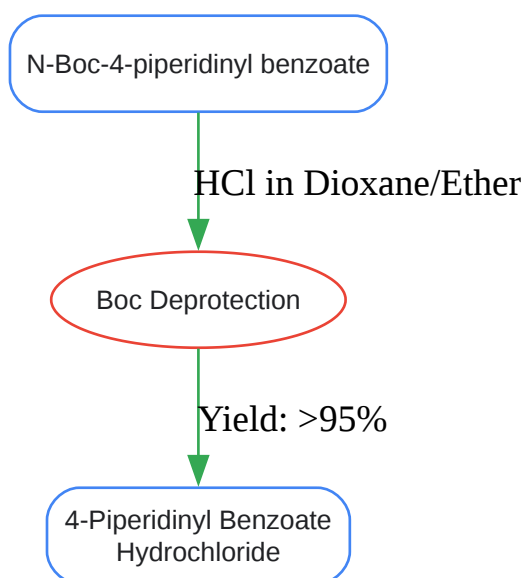 N-Boc-4-piperidinyl benzoate
HCl in Dioxane/Ether
Boc Deprotection
Yield: >95%
4-Piperidinyl Benzoate
Hydrochloride